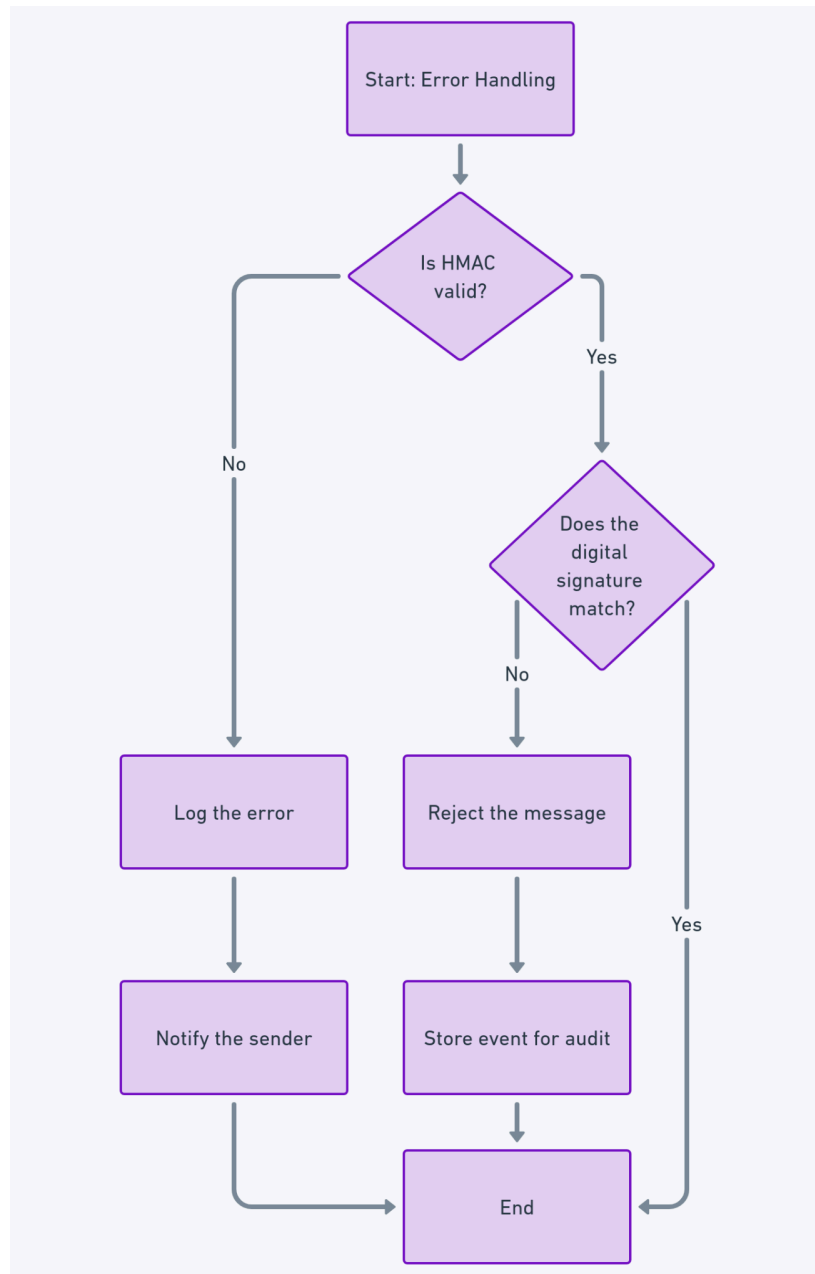 Start: Error Handling
Is HMAC
valid?
Yes
No
Does the
digital
signature
match?
No
Log the error
Reject the message
Yes
Notify the sender
Store event for audit
End